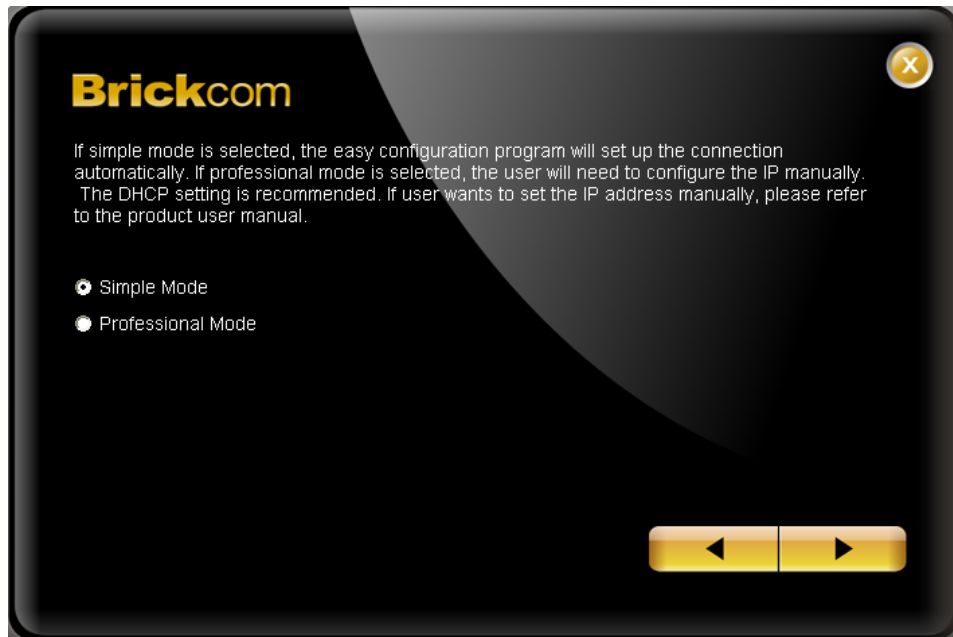 Brickcom
X
If simple mode is selected, the easy configuration program will set up the connection
automatically. If professional mode is selected, the user will need to configure the IP manually.
The DHCP setting is recommended. If user wants to set the IP address manually, please refer
to the product user manual.
Simple Mode
Professional Mode